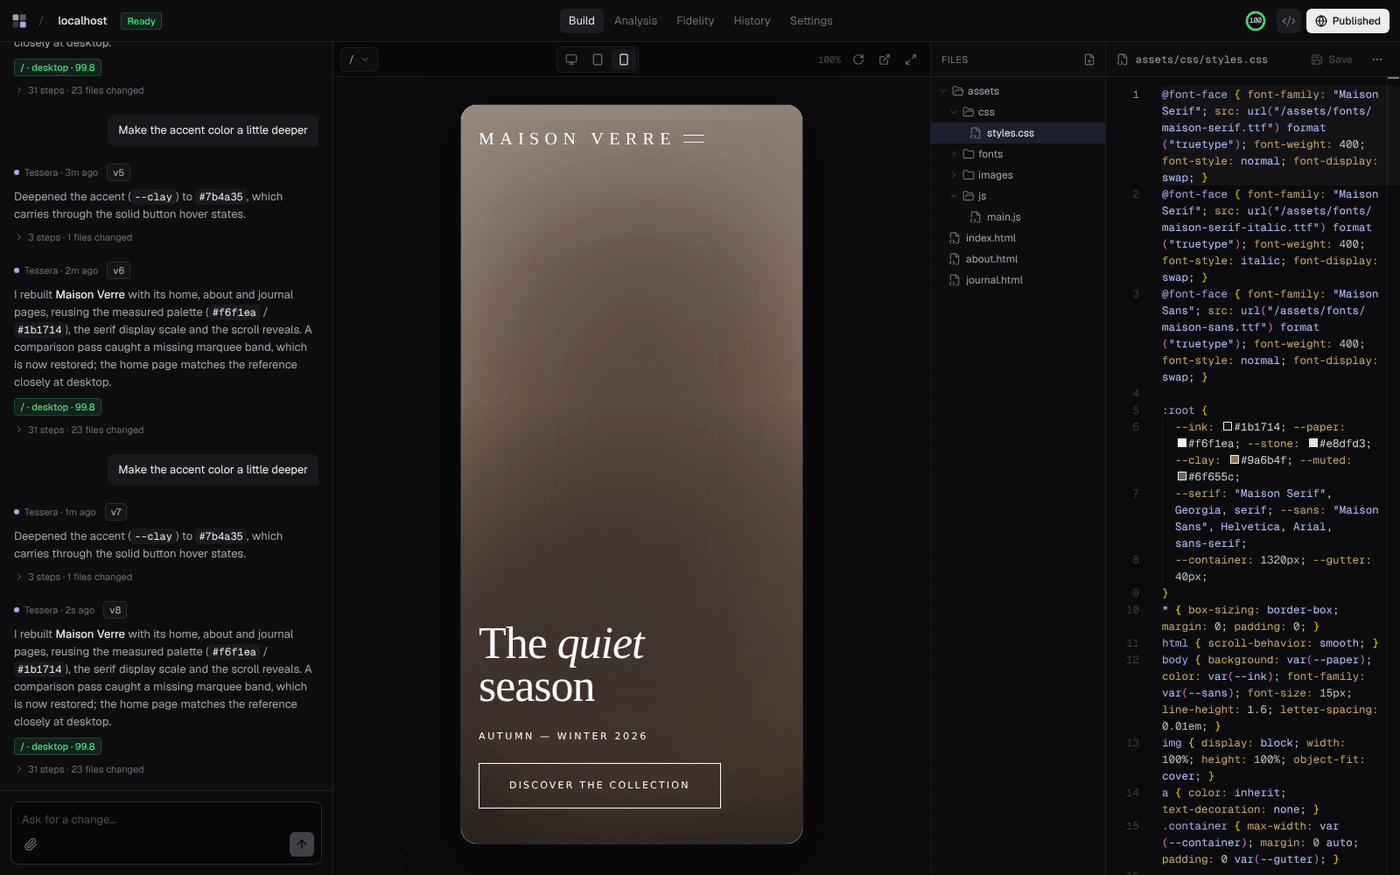 / localhost Ready
Build Analysis Fidelity History Settings
100 Published
closely at desktop.
/ · desktop · 99.8
31 steps · 23 files changed
Make the accent color a little deeper
Tessera · 3m ago v5
Deepened the accent ( --clay ) to #7b4a35 , which
carries through the solid button hover states.
3 steps · 1 files changed
Tessera · 2m ago v6
I rebuilt Maison Verre with its home, about and journal
pages, reusing the measured palette ( #f6f1ea /
#1b1714 ), the serif display scale and the scroll reveals. A
comparison pass caught a missing marquee band, which
is now restored; the home page matches the reference
closely at desktop.
/ · desktop · 99.8
31 steps · 23 files changed
Make the accent color a little deeper
Tessera · 1m ago v7
Deepened the accent ( --clay ) to #7b4a35 , which
carries through the solid button hover states.
3 steps · 1 files changed
Tessera · 2s ago v8
I rebuilt Maison Verre with its home, about and journal
pages, reusing the measured palette ( #f6f1ea /
#1b1714 ), the serif display scale and the scroll reveals. A
comparison pass caught a missing marquee band, which
is now restored; the home page matches the reference
closely at desktop.
/ · desktop · 99.8
31 steps · 23 files changed
Ask for a change...
/
100%
MAISON VERRE
The quiet
season
AUTUMN — WINTER 2026
DISCOVER THE COLLECTION
FILES
assets
css
styles.css
fonts
images
js
main.js
index.html
about.html
journal.html
assets/css/styles.css Save
1 @font-face { font-family: "Maison
Serif"; src: url("/assets/fonts/
maison-serif.ttf") format
("truetype"); font-weight: 400;
font-style: normal; font-display:
swap; }
2 @font-face { font-family: "Maison
Serif"; src: url("/assets/fonts/
maison-serif-italic.ttf") format
("truetype"); font-weight: 400;
font-style: italic; font-display:
swap; }
3 @font-face { font-family: "Maison
Sans"; src: url("/assets/fonts/
maison-sans.ttf") format
("truetype"); font-weight: 400;
font-style: normal; font-display:
swap; }
4
5 :root {
6 --ink: #1b1714; --paper:
#f6f1ea; --stone: #e8dfd3;
--clay: #9a6b4f; --muted:
#6f655c;
7 --serif: "Maison Serif",
Georgia, serif; --sans: "Maison
Sans", Helvetica, Arial,
sans-serif;
8 --container: 1320px; --gutter:
40px;
9 }
10 * { box-sizing: border-box;
margin: 0; padding: 0; }
11 html { scroll-behavior: smooth; }
12 body { background: var(--paper);
color: var(--ink); font-family:
var(--sans); font-size: 15px;
line-height: 1.6; letter-spacing:
0.01em; }
13 img { display: block; width:
100%; height: 100%; object-fit:
cover; }
14 a { color: inherit;
text-decoration: none; }
15 .container { max-width: var
(--container); margin: 0 auto;
padding: 0 var(--gutter); }